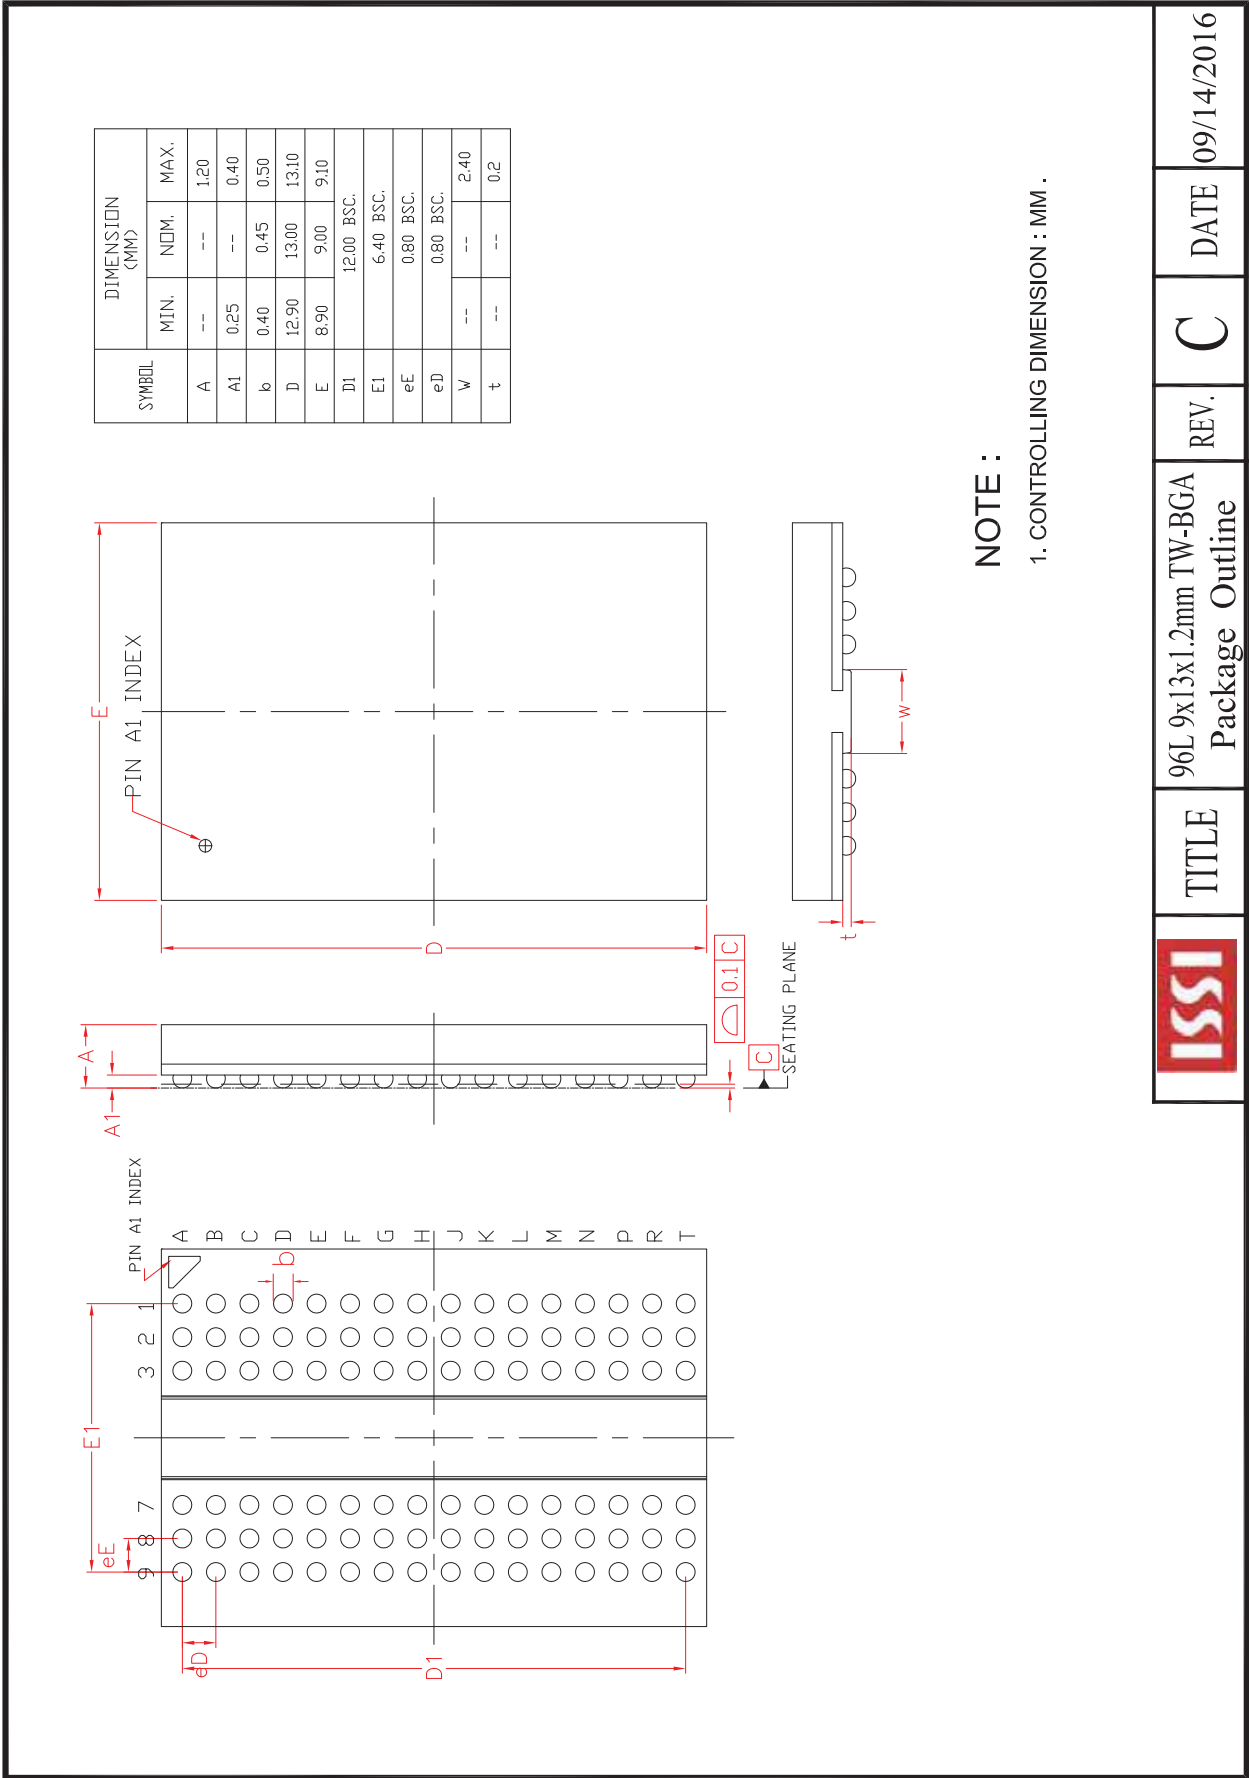 SYMBOL
DIMENSION
(MM)
MIN. NOM. MAX.
A -- -- 1.20
A1 0.25 -- 0.40
b 0.40 0.45 0.50
D 12.90 13.00 13.10
E 8.90 9.00 9.10
D1 12.00 BSC.
E1 6.40 BSC.
eE 0.80 BSC.
eD 0.80 BSC.
W -- -- 2.40
t -- -- 0.2
E
PIN A1 INDEX
D
A
A1
0.1 C
C
SEATING PLANE
PIN A1 INDEX
E1
eE
9 8 7 3 2 1
A
B
C
D
E
F
G
H
J
K
L
M
N
P
R
T
b
eD
D1
W
t
NOTE :
1. CONTROLLING DIMENSION : MM .
ISSI
TITLE
96L 9x13x1.2mm TW-BGA
Package Outline
REV.
C
DATE
09/14/2016